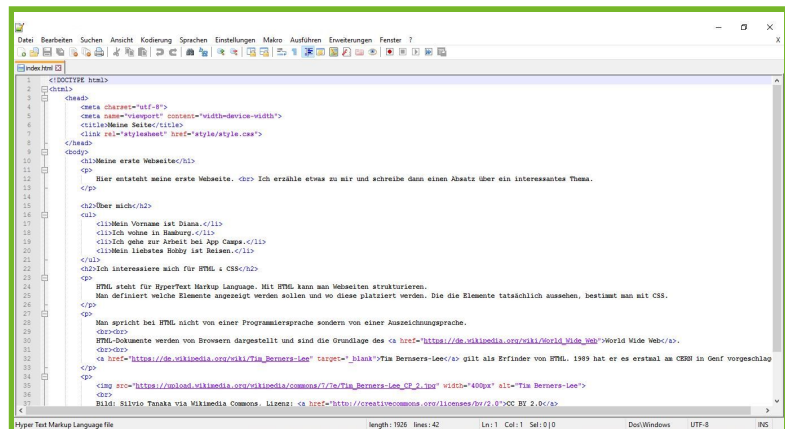 Datei Bearbeiten Suchen Ansicht Kodierung Sprachen Einstellungen Makro Ausführen Erweiterungen Fenster ? X
index.html
1 <!DOCTYPE html>
2 <html>
3 <head>
4 <meta charset="utf-8">
5 <meta name="viewport" content="width=device-width">
6 <title>Meine Seite</title>
7 <link rel="stylesheet" href="style/style.css">
8 </head>
9 <body>
10 <h1>Meine erste Webseite</h1>
11 <p>
12 Hier entsteht meine erste Webseite. <br> Ich erzähle etwas zu mir und schreibe dann einen Absatz über ein interessantes Thema.
13 </p>
14
15 <h2>Über mich</h2>
16 <ul>
17 <li>Mein Vorname ist Diana.</li>
18 <li>Ich wohne in Hamburg.</li>
19 <li>Ich gehe zur Arbeit bei App Camps.</li>
20 <li>Mein liebstes Hobby ist Reisen.</li>
21 </ul>
22 <h2>Ich interessiere mich für HTML & CSS</h2>
23 <p>
24 HTML steht für HyperText Markup Language. Mit HTML kann man Webseiten strukturieren.
25 Man definiert welche Elemente angezeigt werden sollen und wo diese platziert werden. Die die Elemente tatsächlich aussehen, bestimmt man mit CSS.
26 </p>
27 <p>
28 Man spricht bei HTML nicht von einer Programmiersprache sondern von einer Auszeichnungsprache.
29 <br><br>
30 HTML-Dokumente werden von Browsern dargestellt und sind die Grundlage des <a href="https://de.wikipedia.org/wiki/World_Wide_Web">World Wide Web</a>.
31 <br><br>
32 <a href="https://de.wikipedia.org/wiki/Tim_Berners-Lee" target="_blank">Tim Bernsers-Lee</a> gilt als Erfinder von HTML. 1989 hat er es erstmal am CERN in Genf vorgeschlag
33 </p>
34 <p>
35 <img src="https://upload.wikimedia.org/wikipedia/commons/7/7e/Tim_Berners-Lee_CP_2.jpg" width="400px" alt="Tim Berners-Lee">
36 <br>
37 Bild: Silvio Tanaka via Wikimedia Commons. Lizenz: <a href="http://creativecommons.org/licenses/by/2.0">CC BY 2.0</a>
Hyper Text Markup Language file length : 1926 lines : 42 Ln : 1 Col : 1 Sel : 0 | 0 Dos\Windows UTF-8 INS